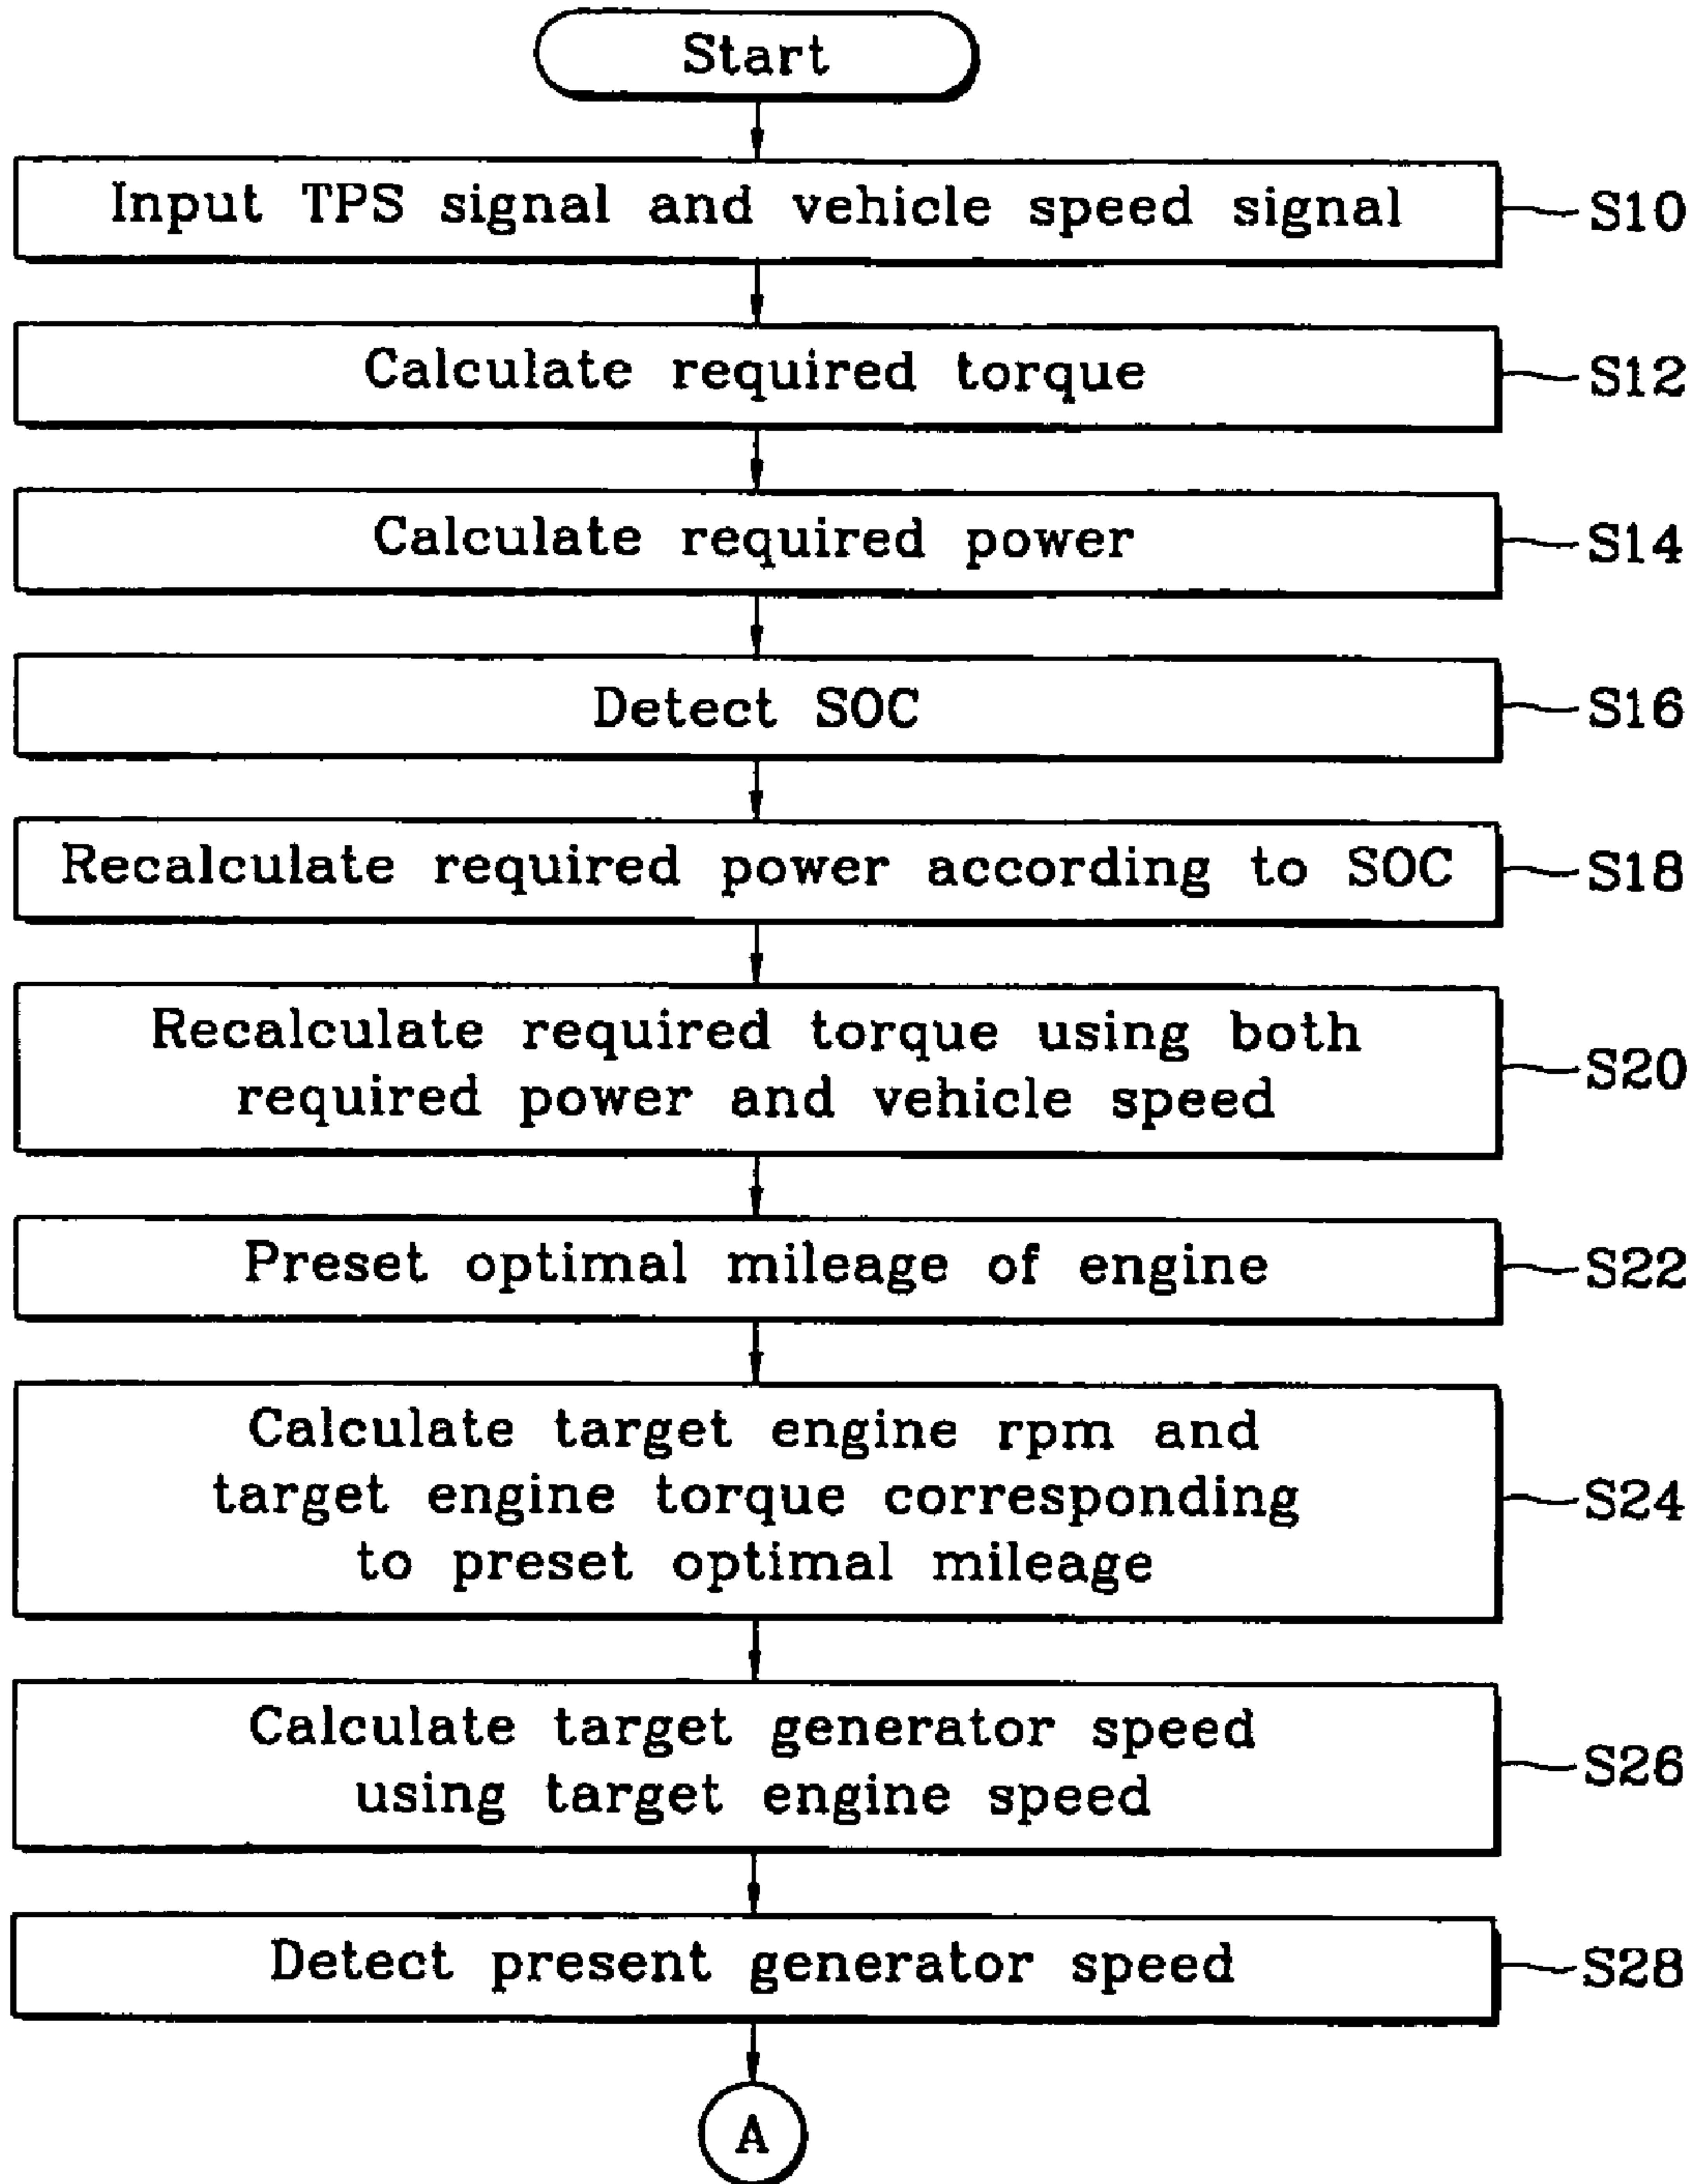 Start
Input TPS signal and vehicle speed signal
S10
Calculate required torque
S12
Calculate required power
S14
Detect SOC
S16
Recalculate required power according to SOC
S18
Recalculate required torque using both
required power and vehicle speed
S20
Preset optimal mileage of engine
S22
Calculate target engine rpm and
target engine torque corresponding
to preset optimal mileage
S24
Calculate target generator speed
using target engine speed
S26
Detect present generator speed
S28
A